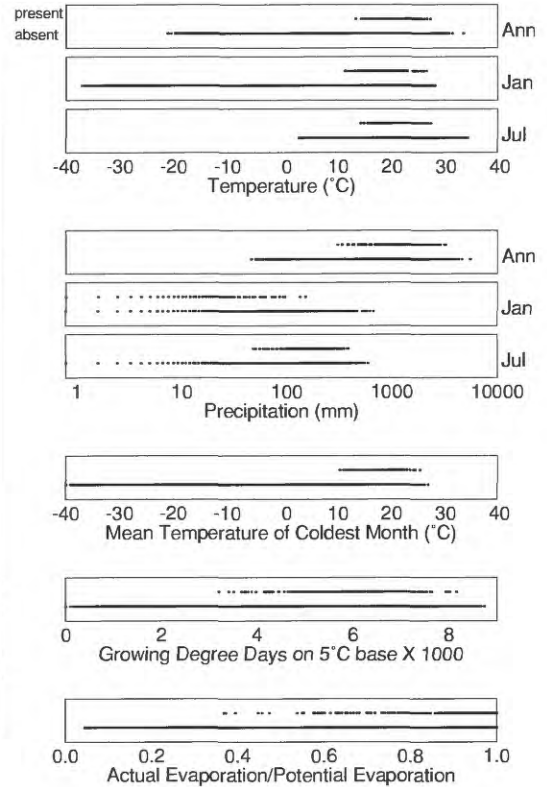 present
absent
Ann
Jan
Jul
-40 -30 -20 -10 0 10 20 30 40
Temperature (°C)
Ann
Jan
Jul
1 10 100 1000 10000
Precipitation (mm)
-40 -30 -20 -10 0 10 20 30 40
Mean Temperature of Coldest Month (°C)
0 2 4 6 8
Growing Degree Days on 5°C base X 1000
0.0 0.2 0.4 0.6 0.8 1.0
Actual Evaporation/Potential Evaporation